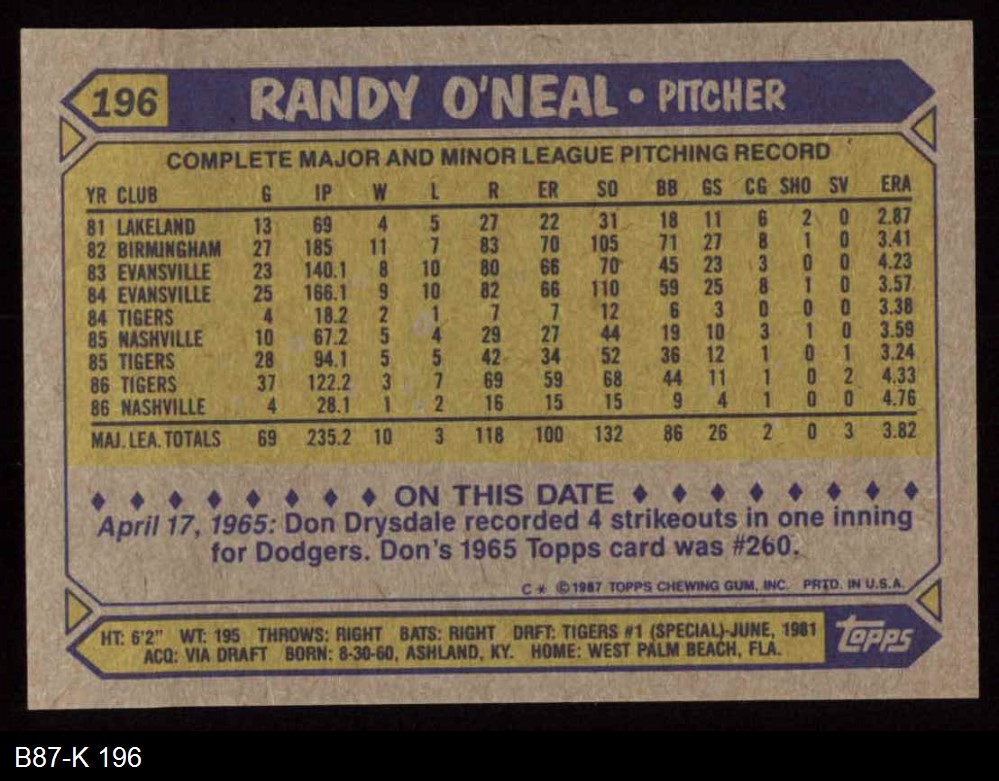 196 RANDY O'NEAL • PITCHER
COMPLETE MAJOR AND MINOR LEAGUE PITCHING RECORD
YR CLUB G IP W L R ER SO BB GS CG SHO SV ERA
81 LAKELAND 13 69 4 5 27 22 31 18 11 6 2 0 2.87
82 BIRMINGHAM 27 185 11 7 83 70 105 71 27 8 1 0 3.41
83 EVANSVILLE 23 140.1 8 10 80 66 70 45 23 3 0 0 4.23
84 EVANSVILLE 25 166.1 9 10 82 66 110 59 25 8 1 0 3.57
84 TIGERS 4 18.2 2 1 7 7 12 6 3 0 0 0 3.38
85 NASHVILLE 10 67.2 5 4 29 27 44 19 10 3 1 0 3.59
85 TIGERS 28 94.1 5 5 42 34 52 36 12 1 0 1 3.24
86 TIGERS 37 122.2 3 7 69 59 68 44 11 1 0 2 4.33
86 NASHVILLE 4 28.1 1 2 16 15 15 9 4 1 0 0 4.76
MAJ. LEA. TOTALS 69 235.2 10 3 118 100 132 86 26 2 0 3 3.82
♦ ♦ ♦ ♦ ♦ ♦ ♦ ♦ ON THIS DATE ♦ ♦ ♦ ♦ ♦ ♦ ♦ ♦
April 17, 1965: Don Drysdale recorded 4 strikeouts in one inning
for Dodgers. Don's 1965 Topps card was #260.
C * ©1987 TOPPS CHEWING GUM, INC. PRTD. IN U.S.A.
HT: 6'2" WT: 195 THROWS: RIGHT BATS: RIGHT DRFT: TIGERS #1 (SPECIAL)-JUNE, 1981
ACQ: VIA DRAFT BORN: 8-30-60, ASHLAND, KY. HOME: WEST PALM BEACH, FLA.
topps
B87-K 196